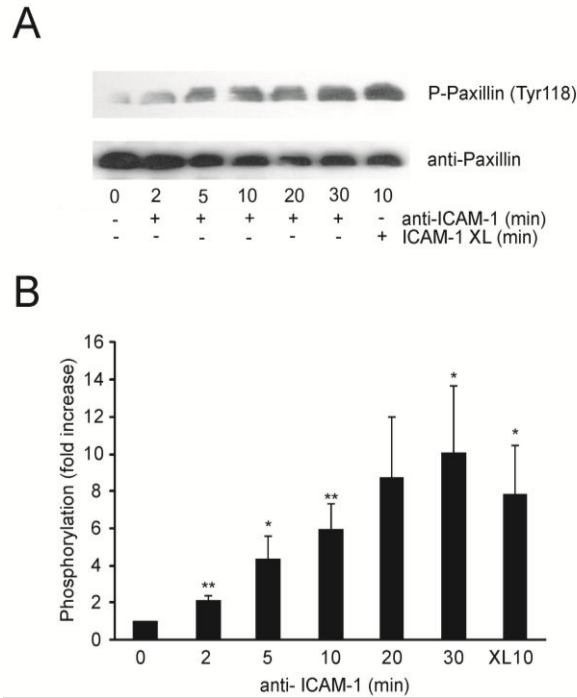 A
P-Paxillin (Tyr118)
anti-Paxillin
0 2 5 10 20 30 10
- + + + + + - anti-ICAM-1 (min)
- - - - - - + ICAM-1 XL (min)
B
Phosphorylation (fold increase)
16
14
12
10
8
6
4
2
0
** * ** * *
0 2 5 10 20 30 XL10
anti- ICAM-1 (min)